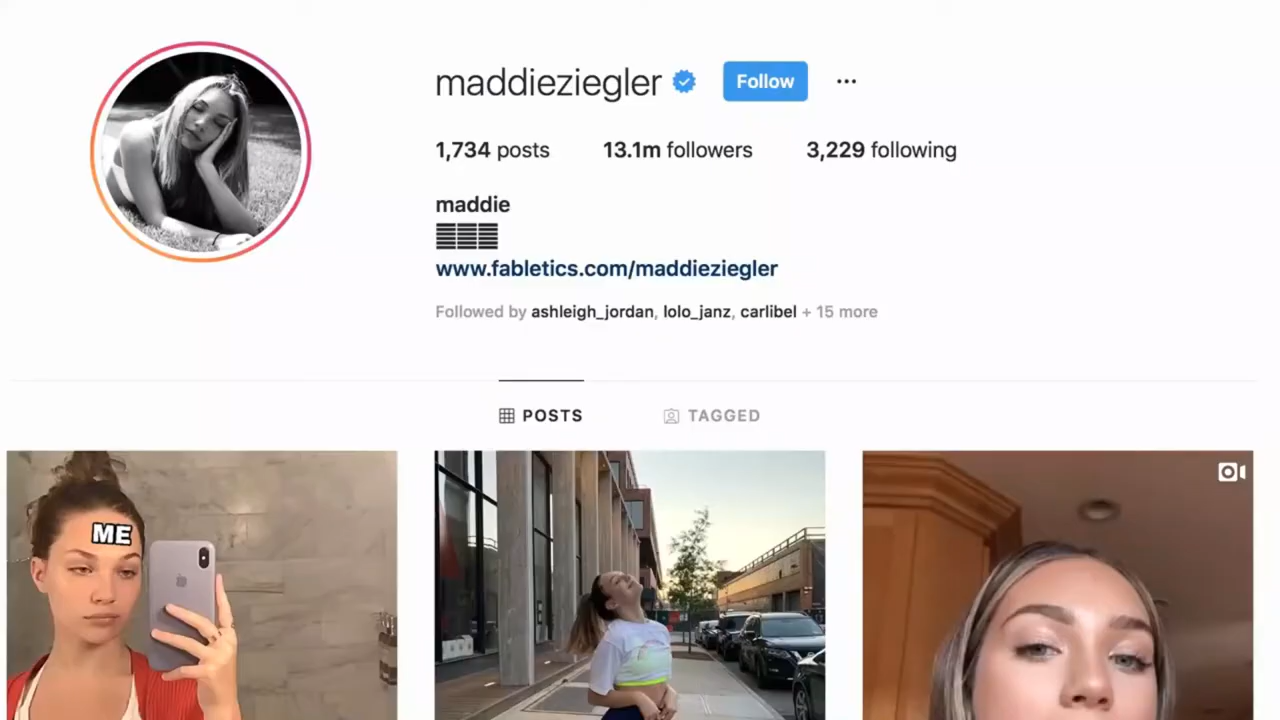 maddieziegler
Follow
1,734 posts 13.1m followers 3,229 following
maddie
www.fabletics.com/maddieziegler
Followed by ashleigh_jordan, lolo_janz, carlibel + 15 more
POSTS TAGGED
ME